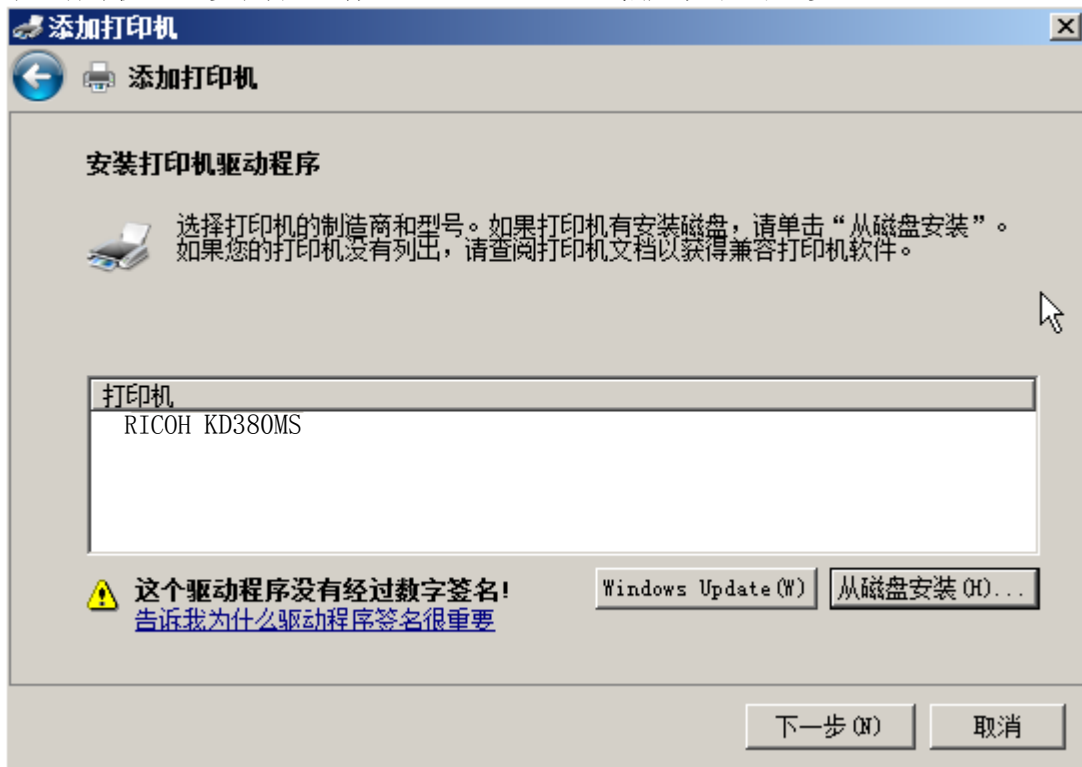 添加打印机
添加打印机
安装打印机驱动程序
选择打印机的制造商和型号。如果打印机有安装磁盘，请单击“从磁盘安装”。
如果您的打印机没有列出，请查阅打印机文档以获得兼容打印机软件。
打印机
RICOH KD380MS
这个驱动程序没有经过数字签名!
Windows Update(W)
从磁盘安装(H)...
告诉我为什么驱动程序签名很重要
下一步(N)
取消